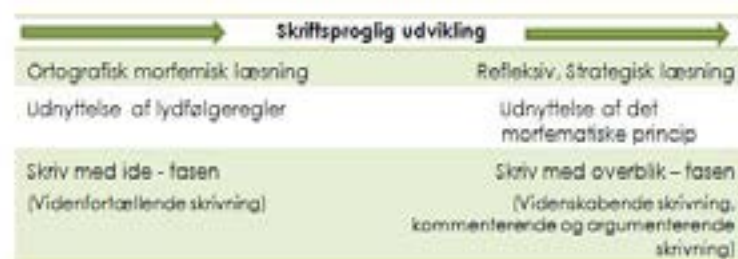 Skriftsproglig udvikling
Ortografisk morfemisk læsning Refleksiv, Strategisk læsning
Udnyttelse af lydfølgeregler Udnyttelse af det
morfematiske princip
Skriv med ide - fasen Skriv med overblik – fasen
(Videnfortællende skrivning) (Videnskabende skrivning,
kommenterende og argumenterende
skrivning)